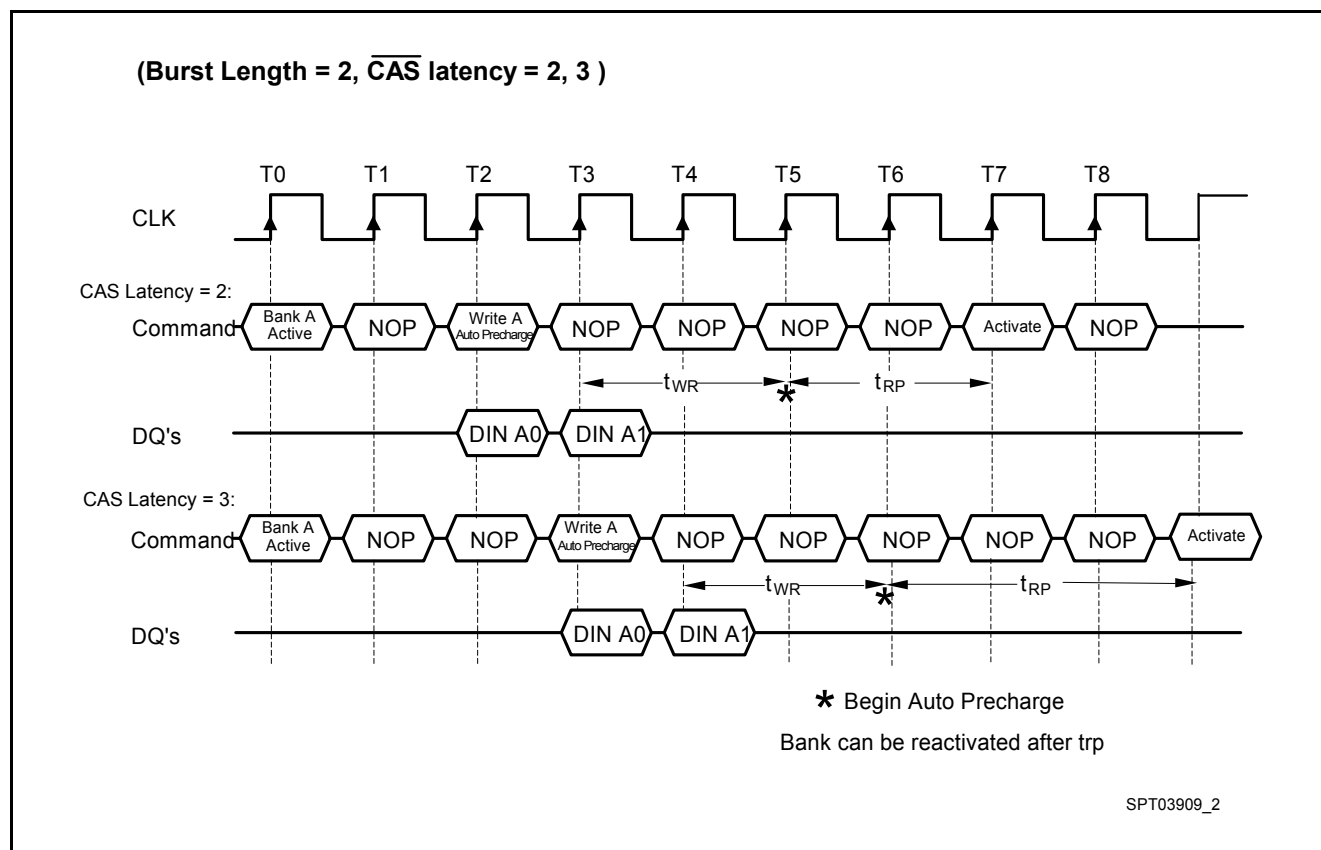 (Burst Length = 2, CAS latency = 2, 3 )
T0 T1 T2 T3 T4 T5 T6 T7 T8
CLK
CAS Latency = 2:
Command
Bank A
Active
NOP
Write A
Auto Precharge
NOP
NOP
NOP
NOP
Activate
NOP
tWR
tRP
*
DQ's
DIN A0
DIN A1
CAS Latency = 3:
Command
Bank A
Active
NOP
NOP
Write A
Auto Precharge
NOP
NOP
NOP
NOP
NOP
Activate
tWR
tRP
*
DQ's
DIN A0
DIN A1
* Begin Auto Precharge
Bank can be reactivated after trp
SPT03909_2